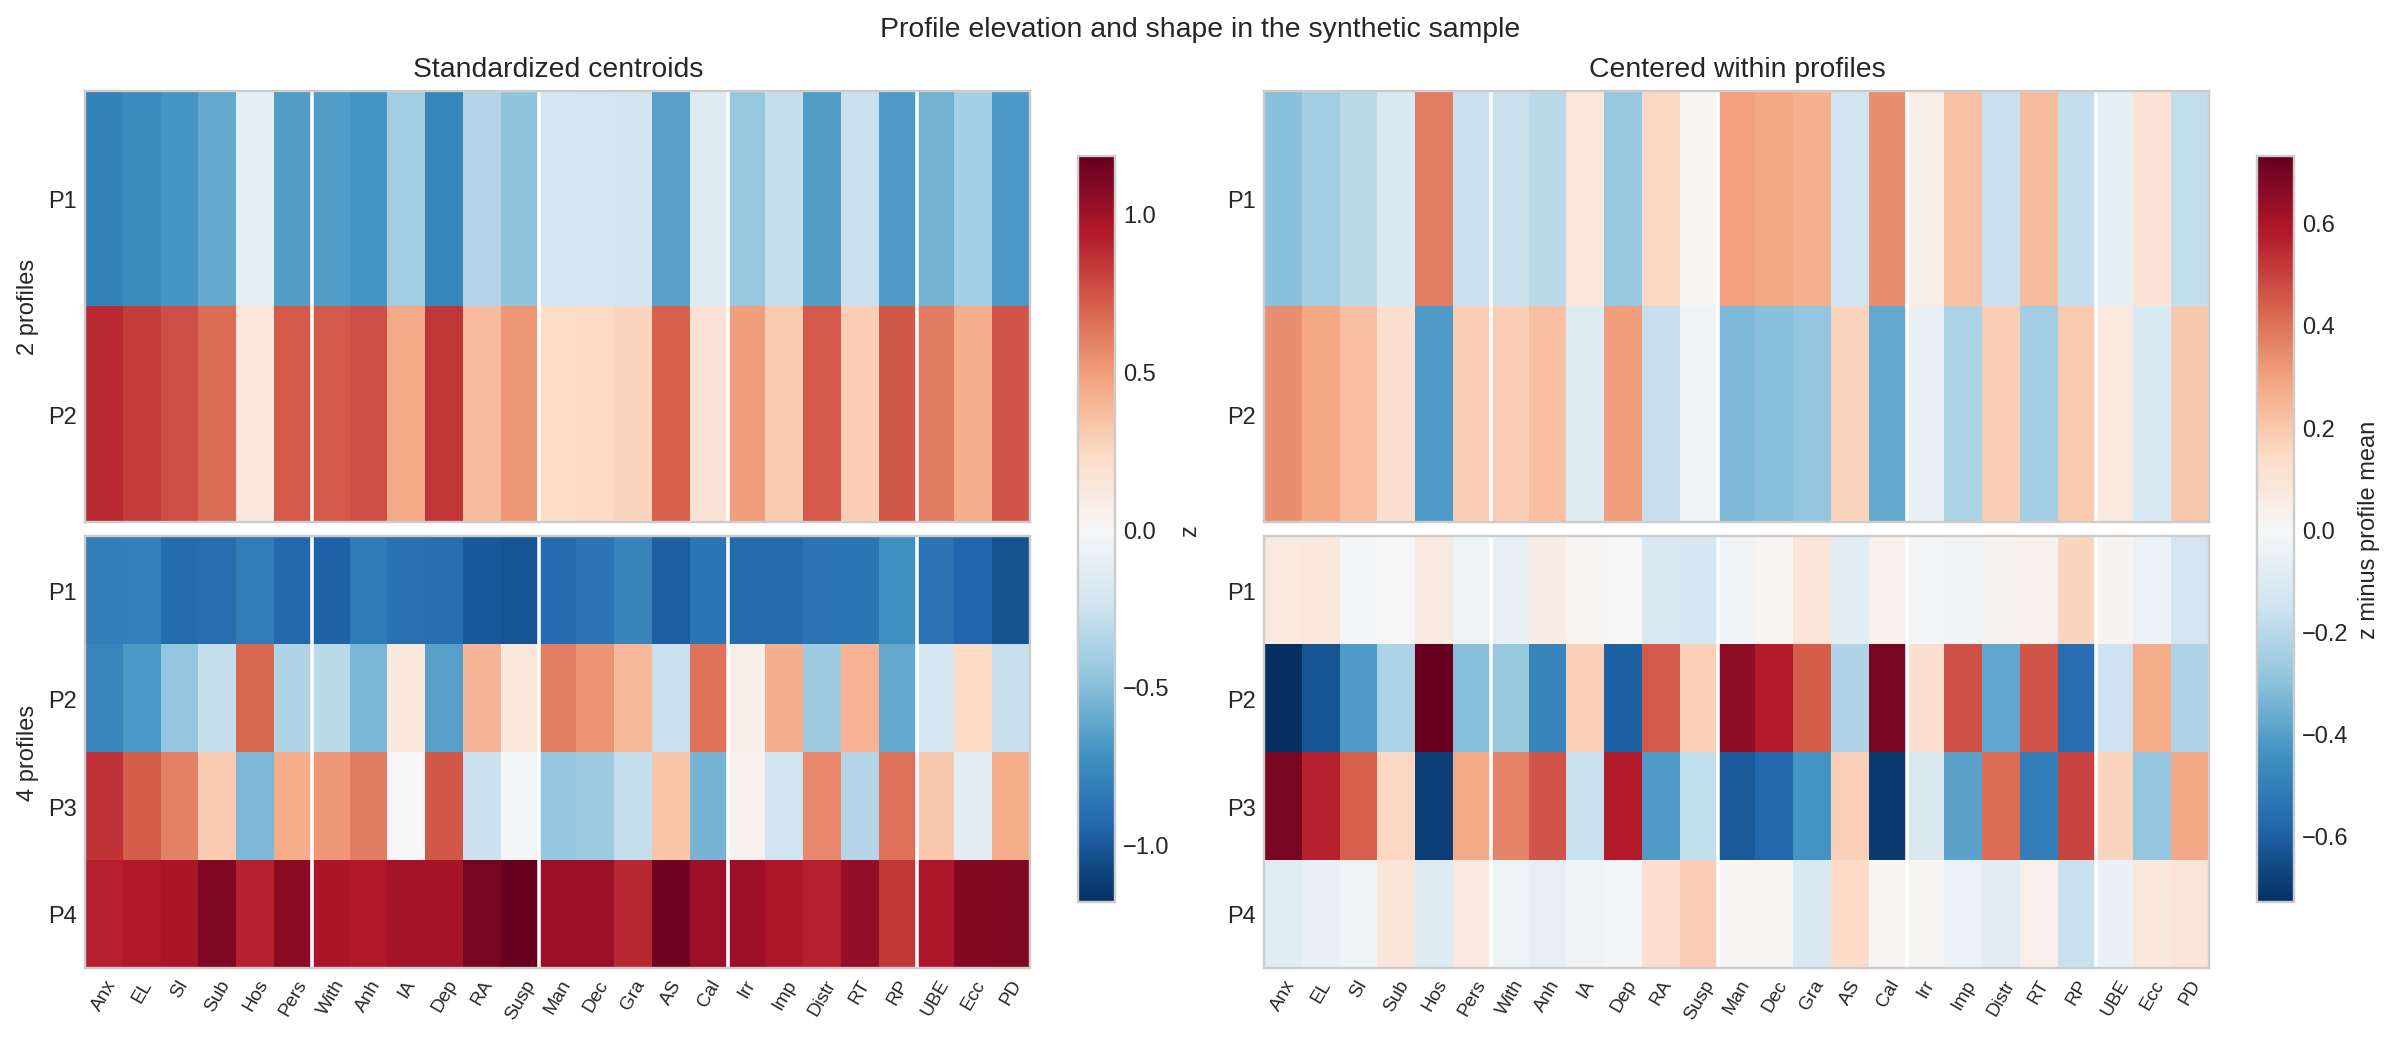 Profile elevation and shape in the synthetic sample
Standardized centroids
Centered within profiles
2 profiles
P1
P2
4 profiles
P1
P2
P3
P4
Anx EL SI Sub Hos Pers With Anh IA Dep RA Susp Man Dec Gra AS Cal Irr Imp Distr RT RP UBE Ecc PD
1.0
0.5
0.0
−0.5
−1.0
z
P1
P2
P1
P2
P3
P4
Anx EL SI Sub Hos Pers With Anh IA Dep RA Susp Man Dec Gra AS Cal Irr Imp Distr RT RP UBE Ecc PD
0.6
0.4
0.2
0.0
−0.2
−0.4
−0.6
z minus profile mean